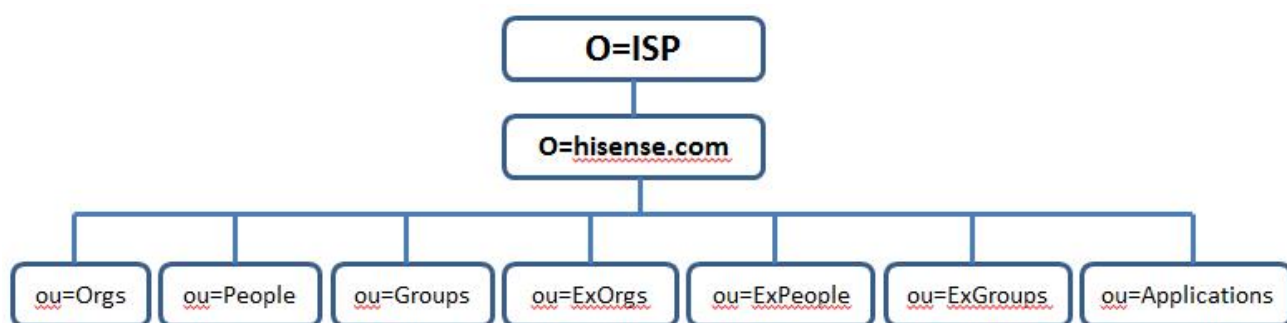 O=ISP
O=hisense.com
ou=Orgs
ou=People
ou=Groups
ou=ExOrgs
ou=ExPeople
ou=ExGroups
ou=Applications